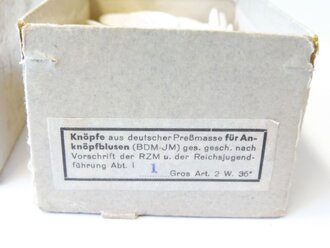 Knöpfe aus deutscher Preßmasse für An-
knöpfblusen (BDM-JM) ges. gesch. nach
Vorschrift der RZM u. der Reichsjugend-
führung Abt. I
1 Gros Art. 2 W. 36"